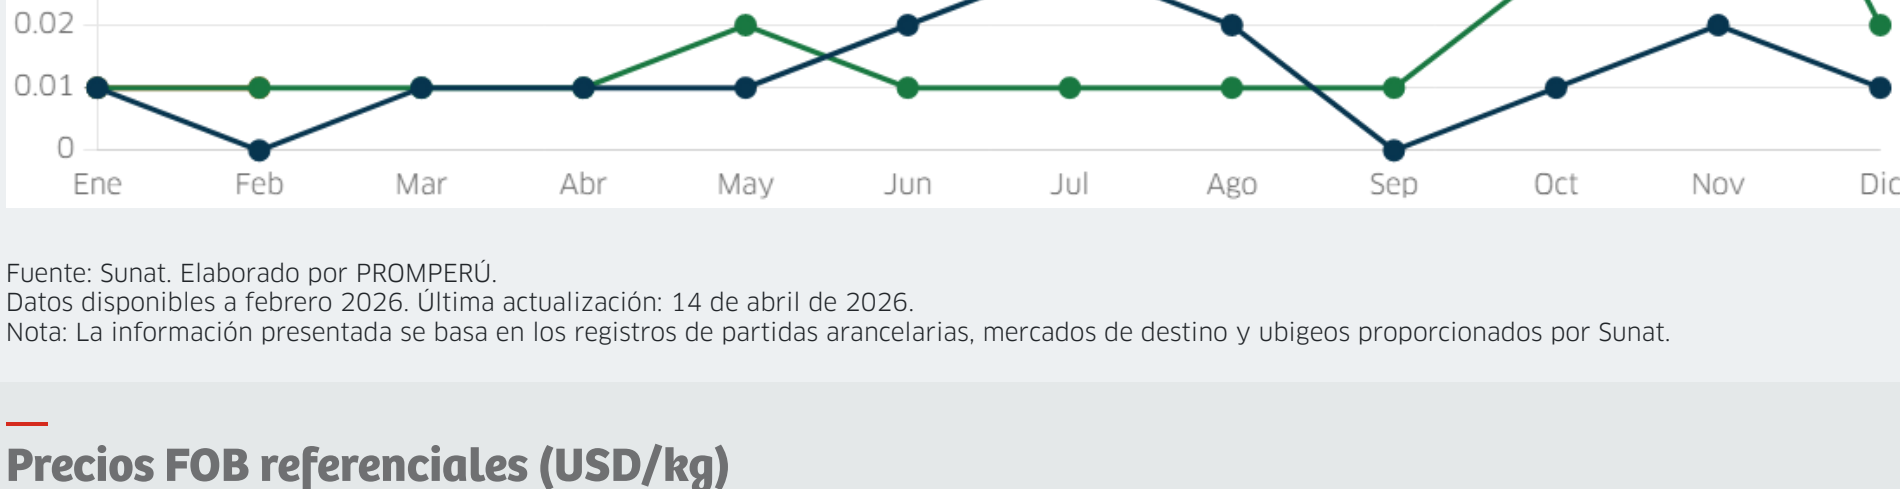 0.02
0.01
0
Ene Feb Mar Abr May Jun Jul Ago Sep Oct Nov Dic
Fuente: Sunat. Elaborado por PROMPERÚ.
Datos disponibles a febrero 2026. Última actualización: 14 de abril de 2026.
Nota: La información presentada se basa en los registros de partidas arancelarias, mercados de destino y ubigeos proporcionados por Sunat.
Precios FOB referenciales (USD/kg)